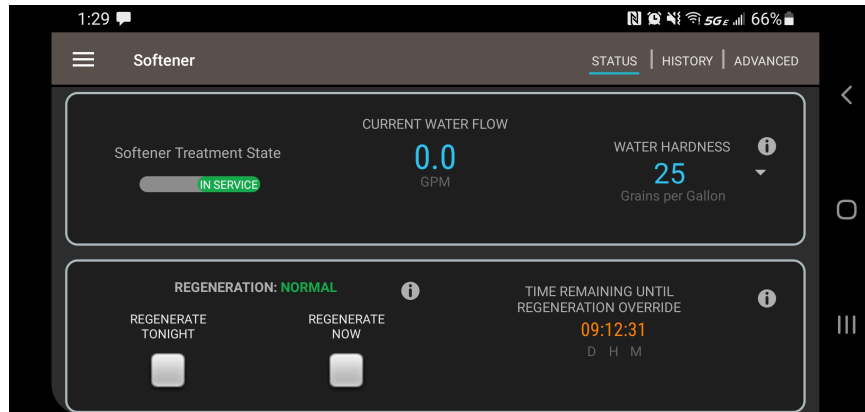 1:29
5GE 66%
Softener
STATUS | HISTORY | ADVANCED
CURRENT WATER FLOW
Softener Treatment State
0.0
WATER HARDNESS
IN SERVICE
GPM
25
Grains per Gallon
REGENERATION: NORMAL
TIME REMAINING UNTIL
REGENERATION OVERRIDE
REGENERATE
TONIGHT
REGENERATE
NOW
09:12:31
D H M